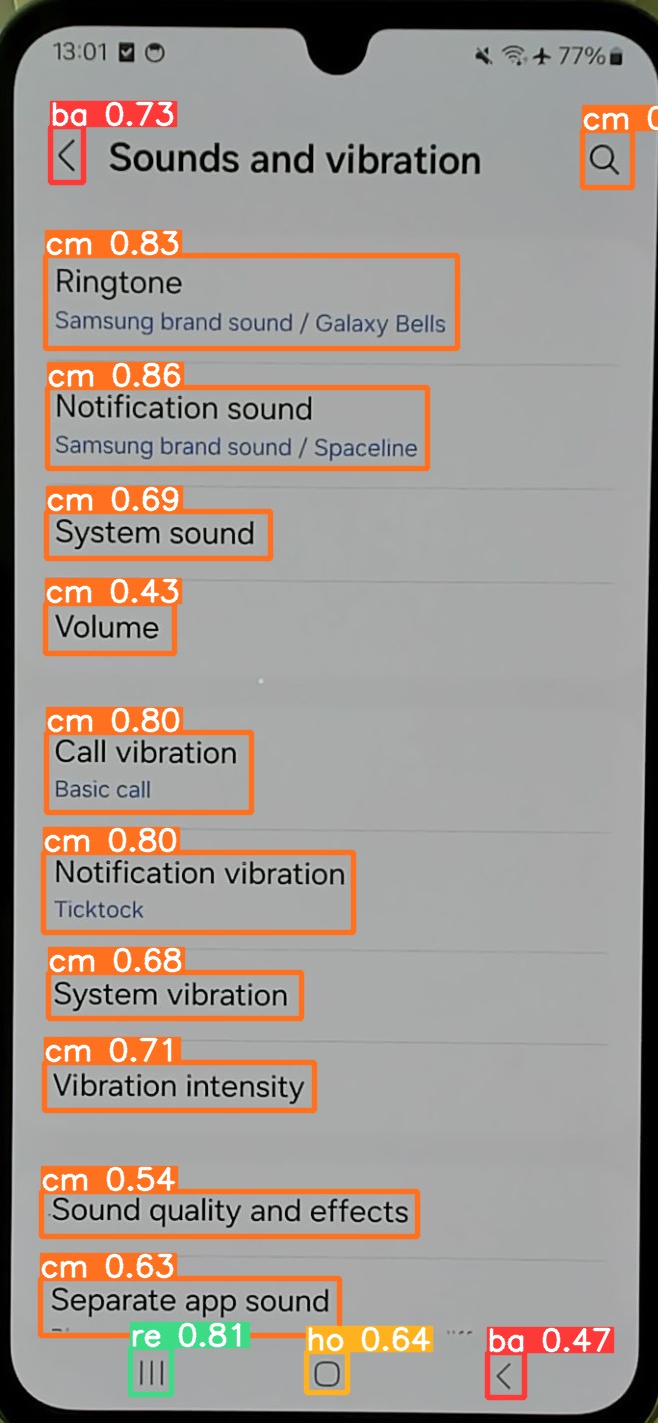 13:01 77%
ba 0.73
cm 0
Sounds and vibration
cm 0.83
Ringtone
Samsung brand sound / Galaxy Bells
cm 0.86
Notification sound
Samsung brand sound / Spaceline
cm 0.69
System sound
cm 0.43
Volume
cm 0.80
Call vibration
Basic call
cm 0.80
Notification vibration
Ticktock
cm 0.68
System vibration
cm 0.71
Vibration intensity
cm 0.54
Sound quality and effects
cm 0.63
Separate app sound
re 0.81
ho 0.64
ba 0.47